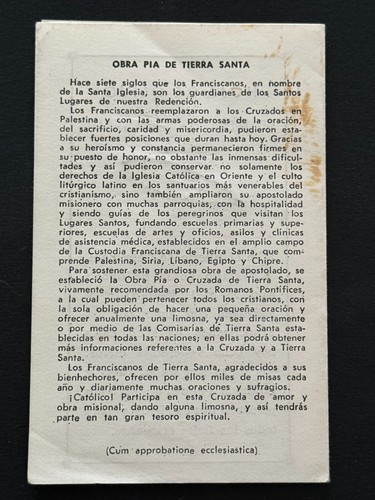 OBRA PIA DE TIERRA SANTA
Hace siete siglos que los Franciscanos, en nombre
de la Santa Iglesia, son los guardianes de los Santos
Lugares de nuestra Redención.
Los Franciscanos reemplazaron a los Cruzados en
Palestina y con las armas poderosas de la oración,
del sacrificio, caridad y misericordia, pudieron esta-
blecer fuertes posiciones que duran hasta hoy. Gracias
a su heroísmo y constancia permanecieron firmes en
su puesto de honor, no obstante las inmensas dificul-
tades y así pudieron conservar no solamente los
derechos de la Iglesia Católica en Oriente y el culto
litúrgico latino en los santuarios más venerables del
cristianismo, sino también ampliaron su apostolado
misionero con muchas parroquias, con la hospitalidad
y siendo guías de los peregrinos que visitan los
Lugares Santos, fundando escuelas primarias y supe-
riores, escuelas de artes y oficios, asilos y clínicas
de asistencia médica, establecidos en el amplio campo
de la Custodia Franciscana de Tierra Santa, que com-
prende Palestina, Siria, Líbano, Egipto y Chipre.
Para sostener esta grandiosa obra de apostolado, se
estableció la Obra Pía o Cruzada de Tierra Santa,
vivamente recomendada por los Romanos Pontífices,
a la cual pueden pertenecer todos los cristianos, con
la sola obligación de hacer una pequeña oración y
ofrecer anualmente una limosna, ya sea directamente
o por medio de las Comisarías de Tierra Santa esta-
blecidas en todas las naciones; en ellas podrá obtener
más informaciones referentes a la Cruzada y a Tierra
Santa.
Los Franciscanos de Tierra Santa, agradecidos a sus
bienhechores, ofrecen por ellos miles de misas cada
año y diariamente muchas oraciones y sufragios.
¡Católico! Participa en esta Cruzada de amor y
obra misional, dando alguna limosna, y así tendrás
parte en tan gran tesoro espiritual.
(Cum approbatione ecclesiastica)